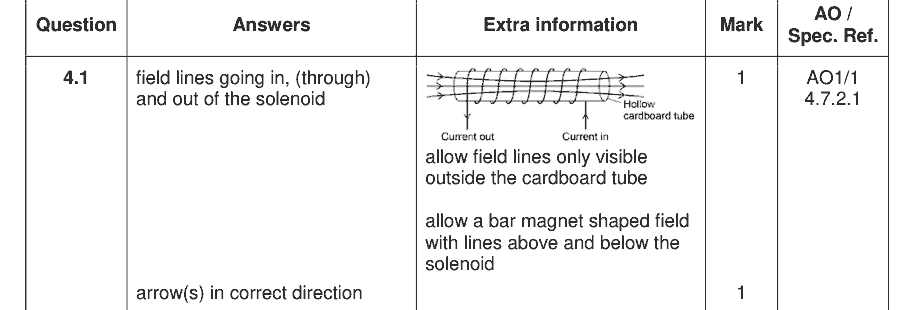 Question Answers Extra information Mark AO /
Spec. Ref.
4.1 field lines going in, (through)
and out of the solenoid
Hollow
cardboard tube
Current out Current in
allow field lines only visible
outside the cardboard tube
allow a bar magnet shaped field
with lines above and below the
solenoid
1 AO1/1
4.7.2.1
arrow(s) in correct direction 1